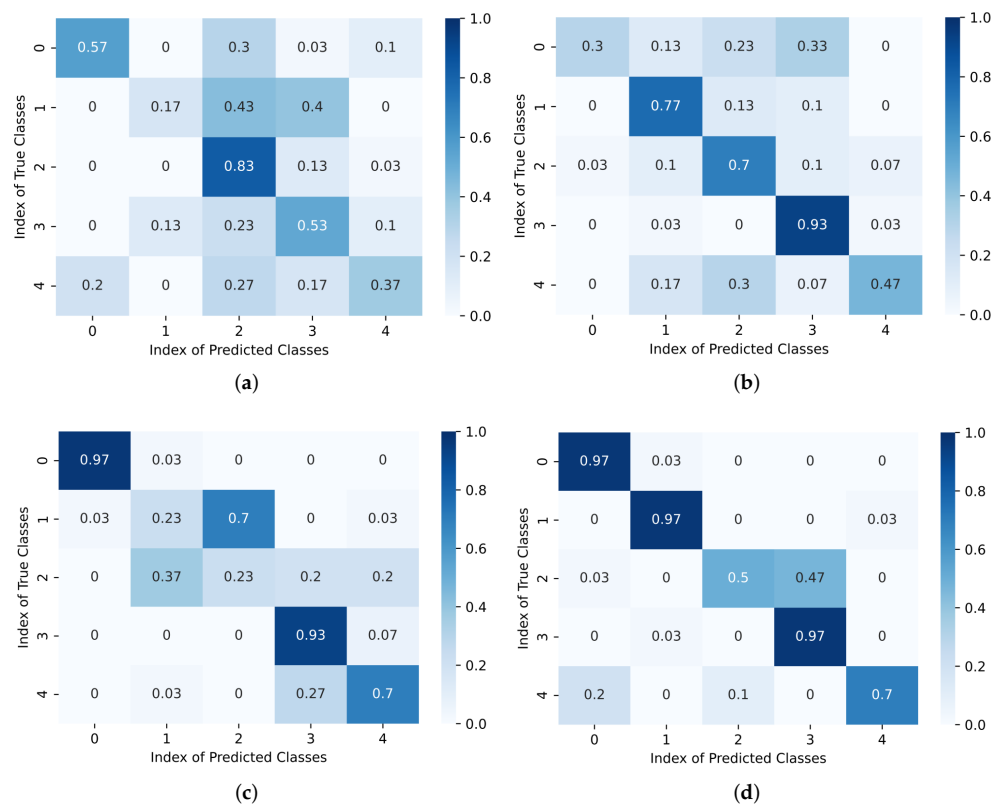 1.0
0 0.57 0 0.3 0.03 0.1
1 0 0.17 0.43 0.4 0
0.8
2 0 0 0.83 0.13 0.03
0.6
3 0 0.13 0.23 0.53 0.1
0.4
4 0.2 0 0.27 0.17 0.37
0.2
0.0
0 1 2 3 4
Index of True Classes
Index of Predicted Classes
(a)
1.0
0 0.3 0.13 0.23 0.33 0
1 0 0.77 0.13 0.1 0
0.8
2 0.03 0.1 0.7 0.1 0.07
0.6
3 0 0.03 0 0.93 0.03
0.4
4 0 0.17 0.3 0.07 0.47
0.2
0.0
0 1 2 3 4
Index of True Classes
Index of Predicted Classes
(b)
1.0
0 0.97 0.03 0 0 0
1 0.03 0.23 0.7 0 0.03
0.8
2 0 0.37 0.23 0.2 0.2
0.6
3 0 0 0 0.93 0.07
0.4
4 0 0.03 0 0.27 0.7
0.2
0.0
0 1 2 3 4
Index of True Classes
Index of Predicted Classes
(c)
1.0
0 0.97 0.03 0 0 0
1 0 0.97 0 0 0.03
0.8
2 0.03 0 0.5 0.47 0
0.6
3 0 0.03 0 0.97 0
0.4
4 0.2 0 0.1 0 0.7
0.2
0.0
0 1 2 3 4
Index of True Classes
Index of Predicted Classes
(d)